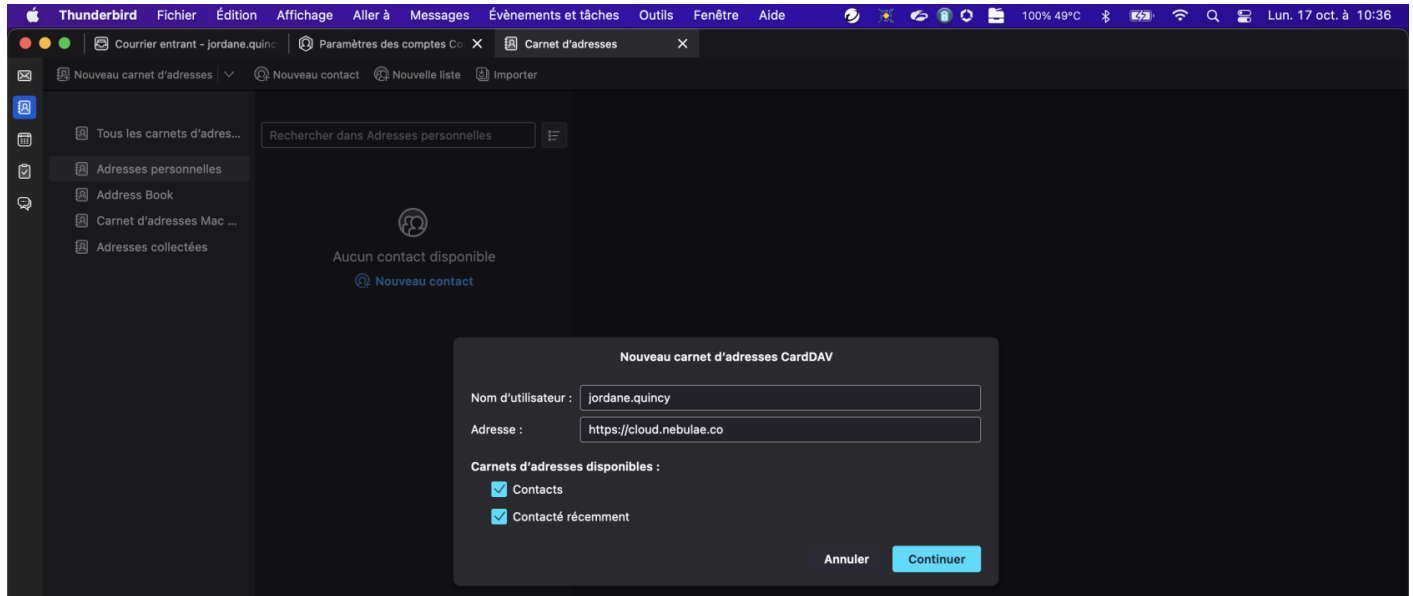 Thunderbird Fichier Édition Affichage Aller à Messages Évènements et tâches Outils Fenêtre Aide 100% 49°C Lun. 17 oct. à 10:36
Courrier entrant - jordane.quinc Paramètres des comptes Co Carnet d'adresses
Nouveau carnet d'adresses Nouveau contact Nouvelle liste Importer
Tous les carnets d'adres... Rechercher dans Adresses personnelles
Adresses personnelles
Address Book
Carnet d'adresses Mac ...
Adresses collectées
Aucun contact disponible
Nouveau contact
Nouveau carnet d'adresses CardDAV
Nom d'utilisateur : jordane.quincy
Adresse : https://cloud.nebulae.co
Carnets d'adresses disponibles :
Contacts
Contacté récemment
Annuler Continuer